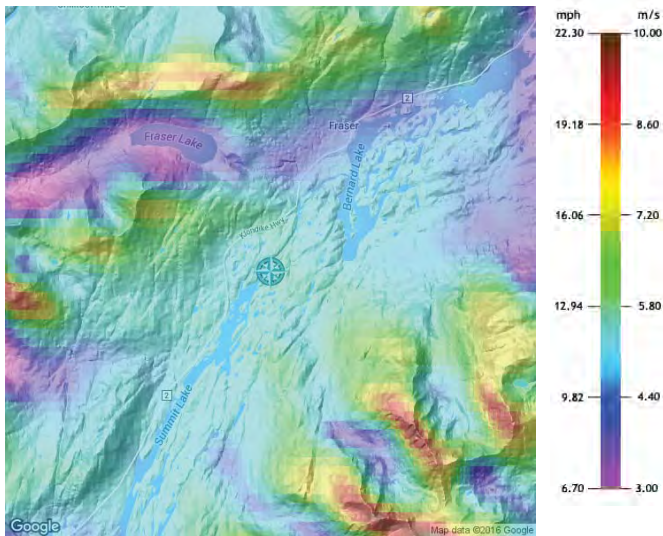 Fraser Lake
2
Fraser
Bernard Lake
Klondike Hwy
2
Summit Lake
Google
Map data ©2016 Google
mph m/s
22.30 10.00
19.18 8.60
16.06 7.20
12.94 5.80
9.82 4.40
6.70 3.00